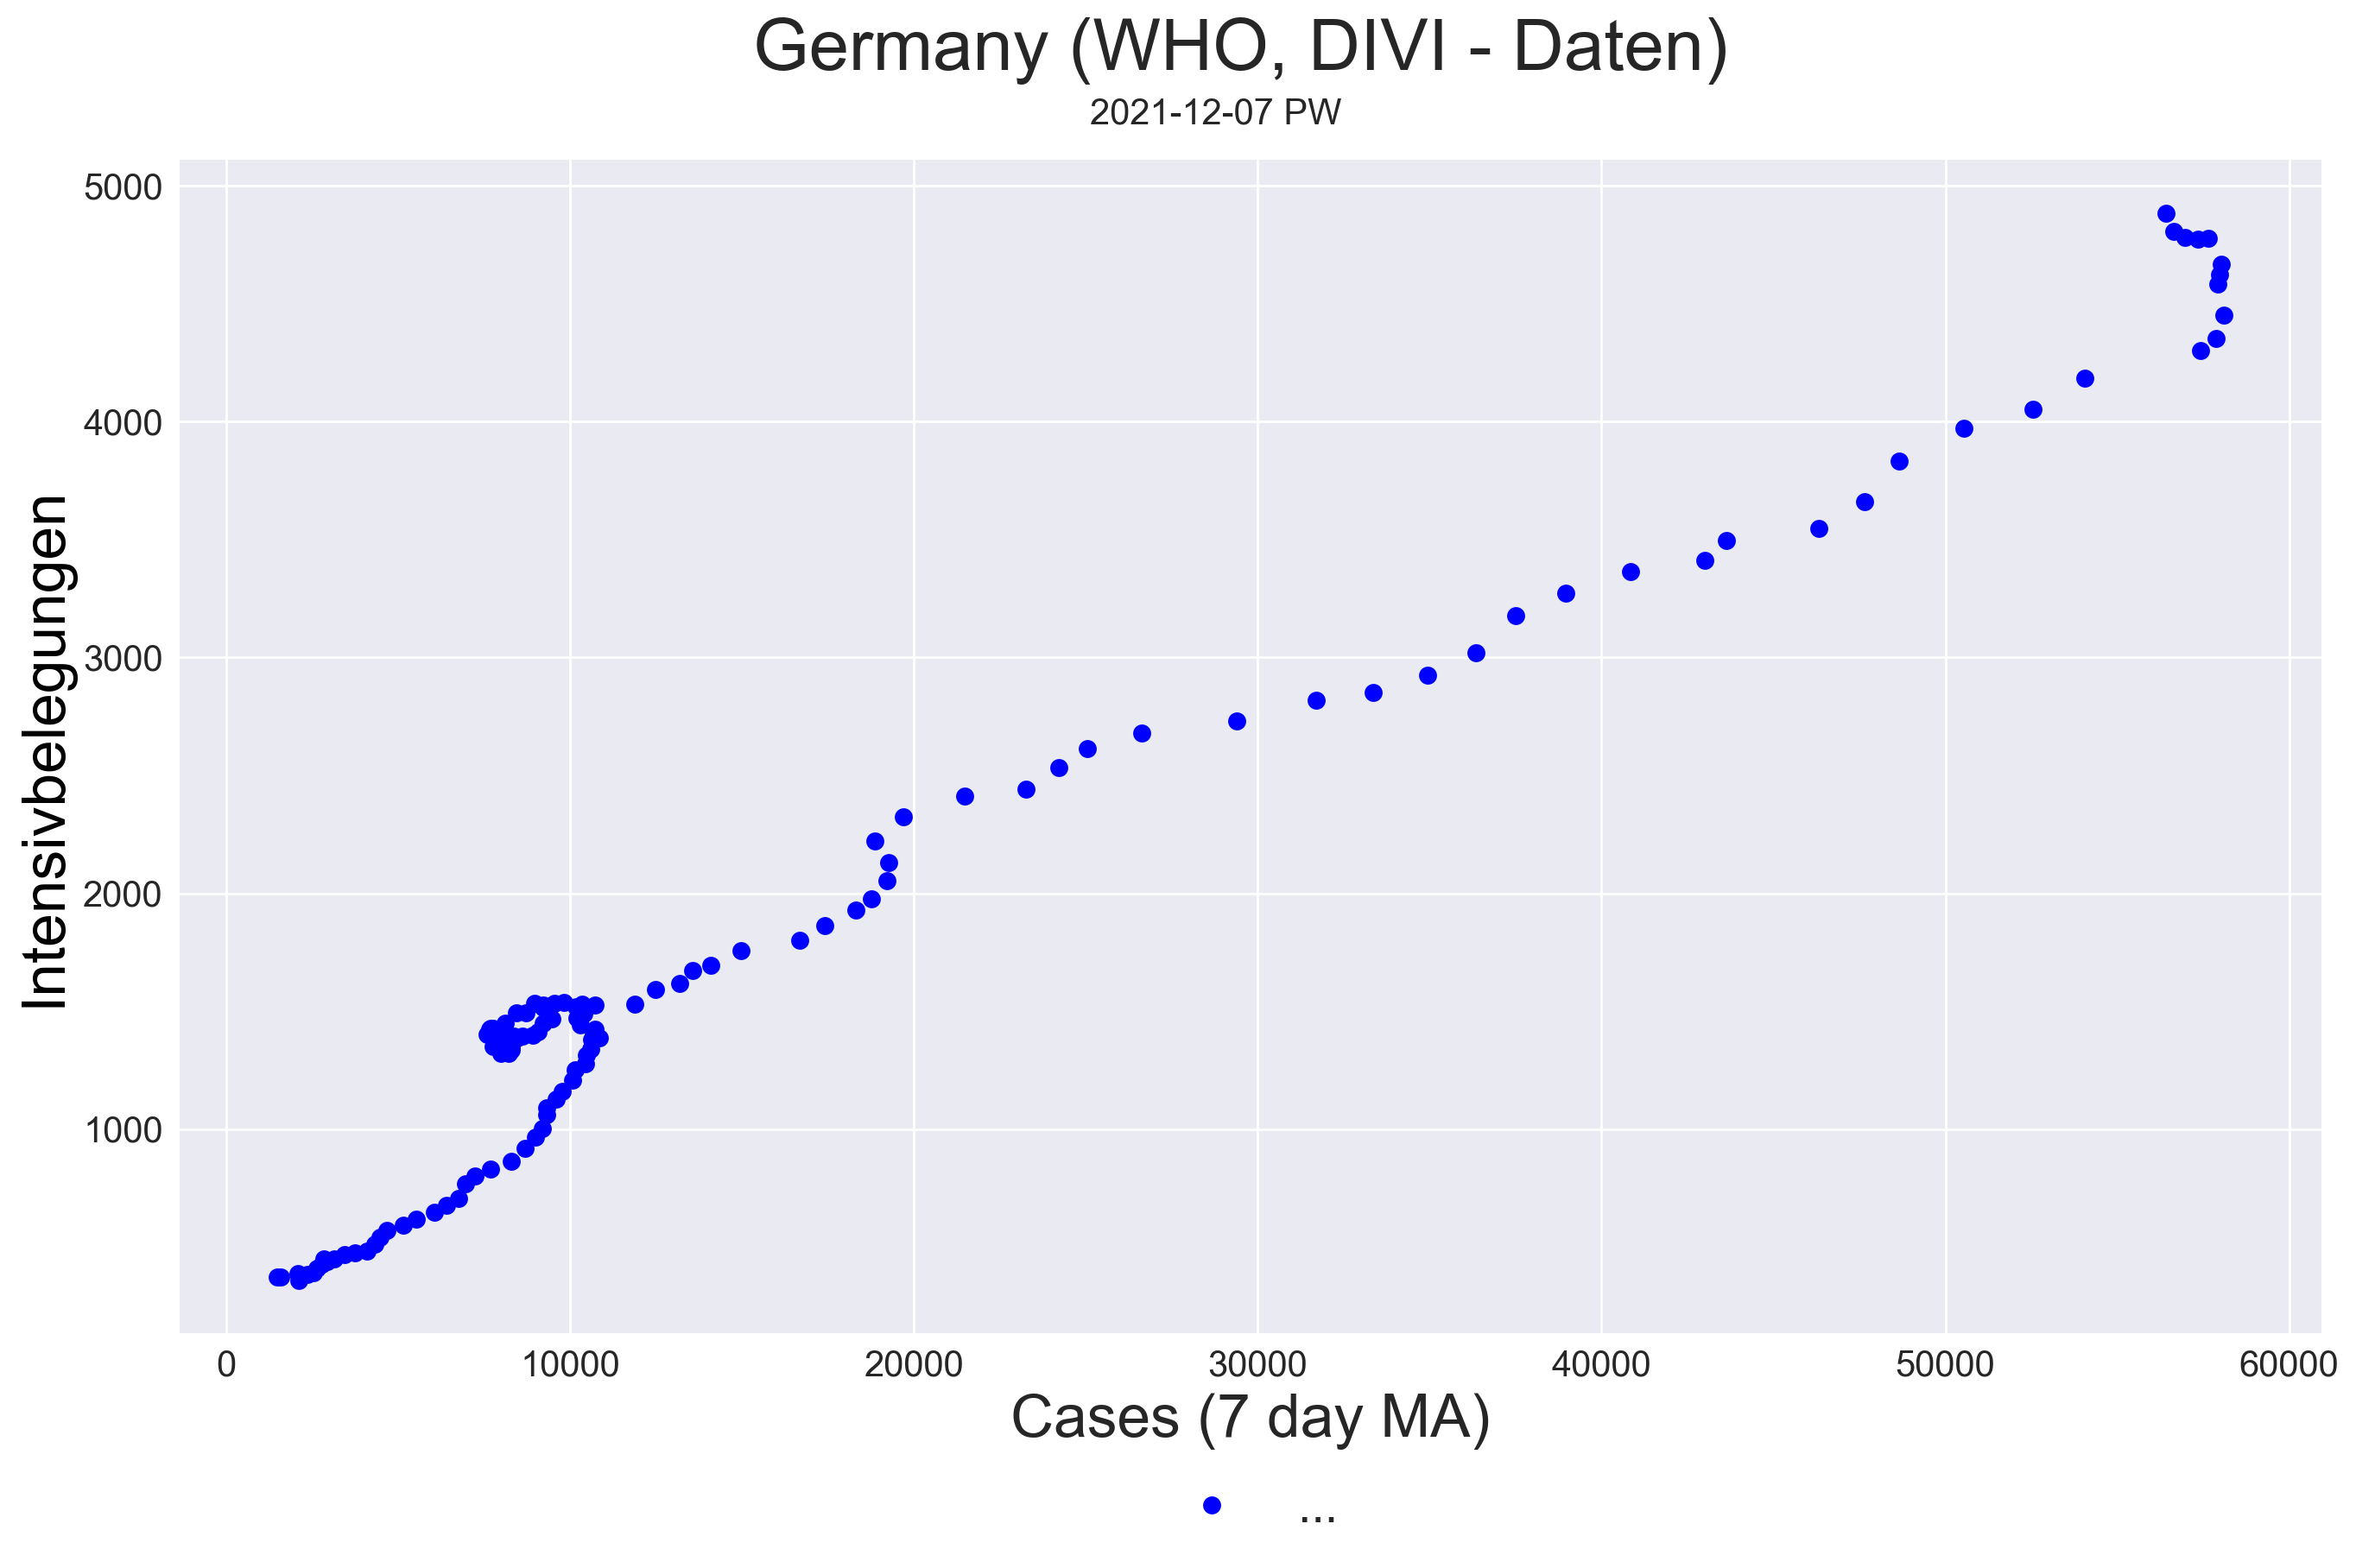 Germany (WHO, DIVI - Daten)
2021-12-07 PW
5000
4000
3000
2000
1000
Intensivbelegungen
0 10000 20000 30000 40000 50000 60000
Cases (7 day MA)
...